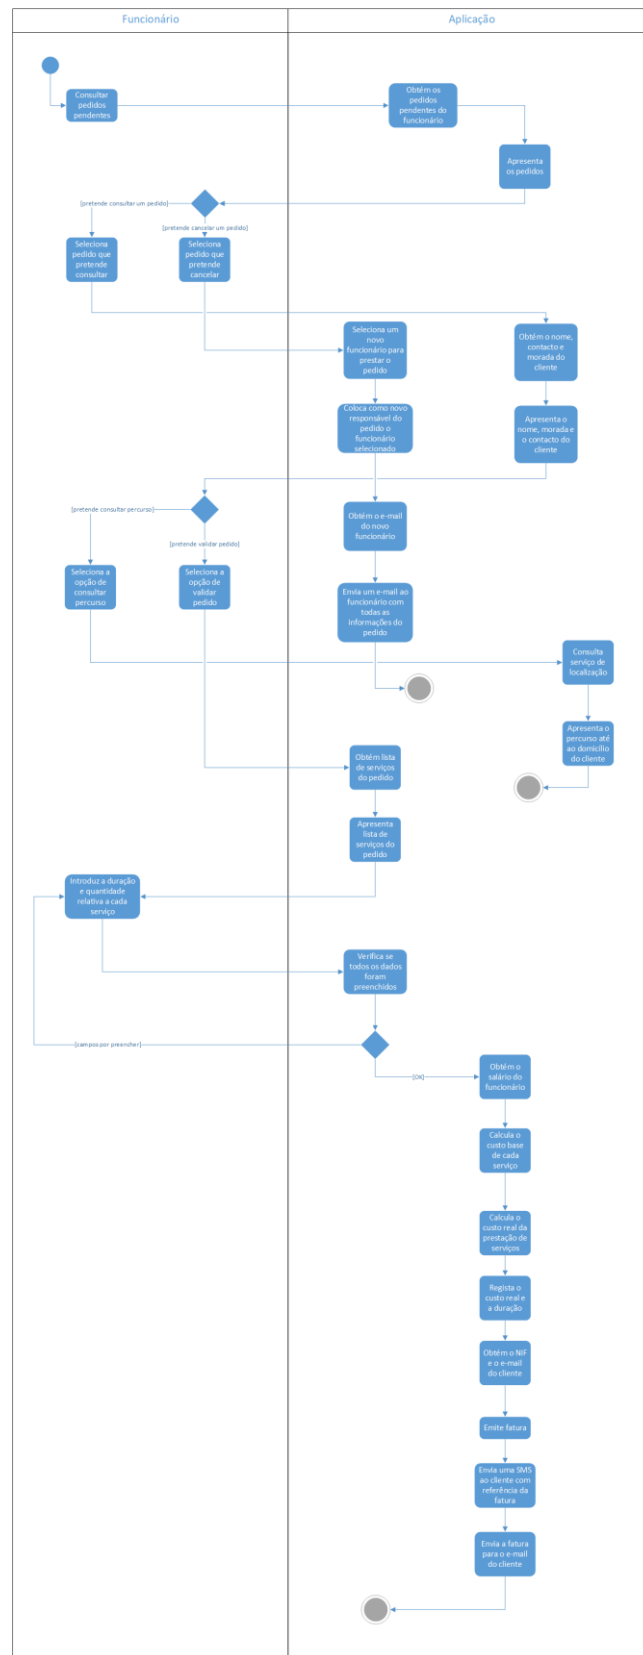 Funcionário
Aplicação
Consultar
pedidos
pendentes
Obtém os
pedidos
pendentes do
funcionário
Apresenta
os pedidos
[pretende consultar um pedido]
[pretende cancelar um pedido]
Seleciona
pedido que
pretende
consultar
Seleciona
pedido que
pretende
cancelar
Seleciona um
novo
funcionário para
prestar o
pedido
Obtém o nome,
contacto e
morada do
cliente
Coloca como novo
responsável do
pedido o
funcionário
selecionado
Apresenta o
nome, morada e
o contacto do
cliente
[pretende consultar percurso]
[pretende validar pedido]
Obtém o e-mail
do novo
funcionário
Seleciona a
opção de
consultar
percurso
Seleciona a
opção de
validar
pedido
Envia um e-mail ao
funcionário com
todas as
informações do
pedido
Consulta
serviço de
localização
Apresenta o
percurso até
ao domicílio
do cliente
Obtém lista
de serviços
do pedido
Apresenta
lista de
serviços do
pedido
Introduz a duração
e quantidade
relativa a cada
serviço
Verifica se
todos os dados
foram
preenchidos
[campos por preencher]
[OK]
Obtém o
salário do
funcionário
Calcula o
custo base
de cada
serviço
Calcula o
custo real da
prestação de
serviços
Regista o
custo real e
a duração
Obtém o NIF
e o e-mail
do cliente
Emite fatura
Envia uma SMS
ao cliente com
referência da
fatura
Envia a fatura
para o e-mail
do cliente